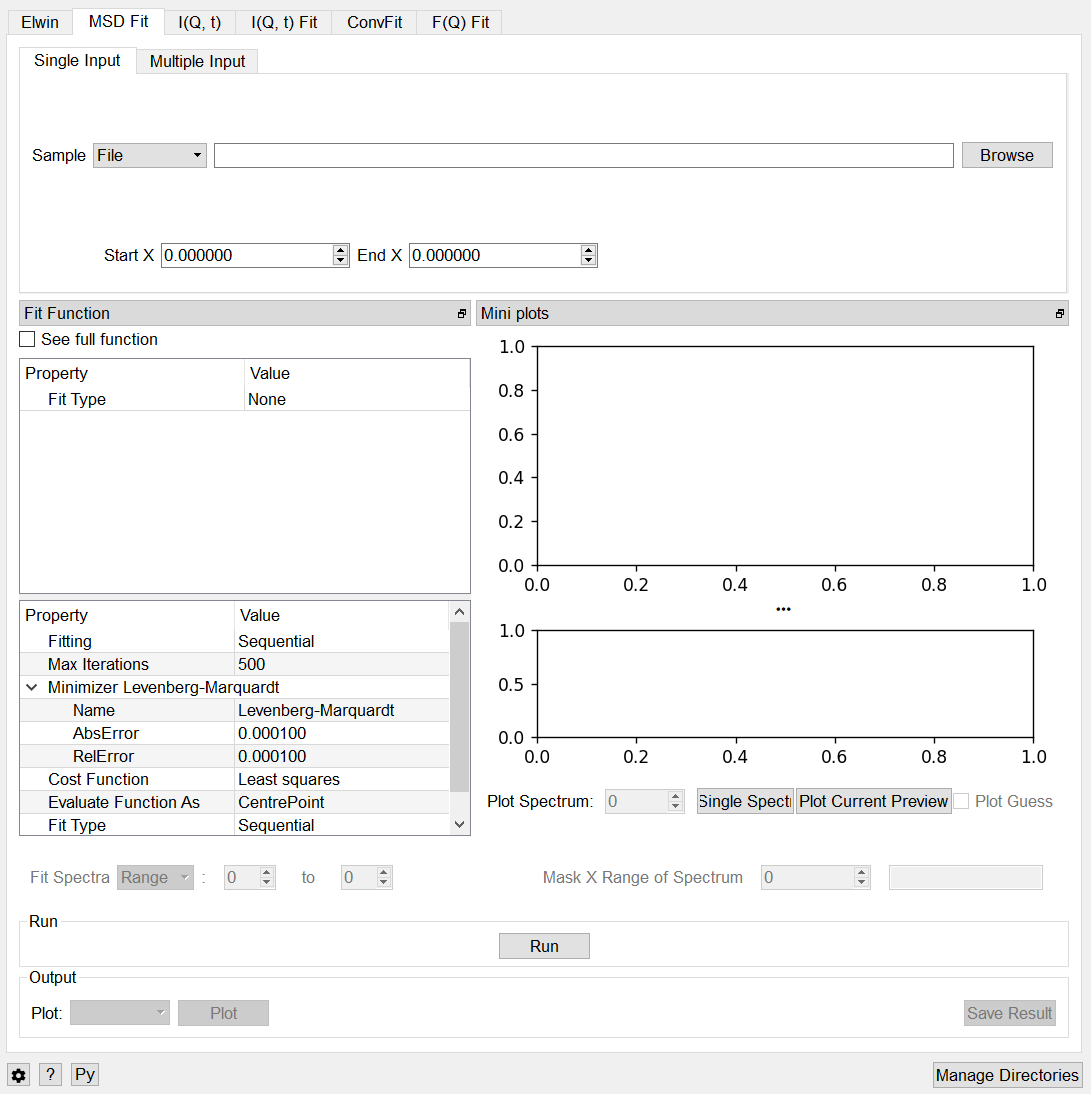 Elwin MSD Fit I(Q, t) I(Q, t) Fit ConvFit F(Q) Fit
Single Input Multiple Input
Sample File Browse
Start X 0.000000 End X 0.000000
Fit Function
See full function
Property Value
Fit Type None
Property Value
Fitting Sequential
Max Iterations 500
Minimizer Levenberg-Marquardt
Name Levenberg-Marquardt
AbsError 0.000100
RelError 0.000100
Cost Function Least squares
Evaluate Function As CentrePoint
Fit Type Sequential
Mini plots
1.0
0.8
0.6
0.4
0.2
0.0
0.0 0.2 0.4 0.6 0.8 1.0
1.0
0.5
0.0
0.0 0.2 0.4 0.6 0.8 1.0
Plot Spectrum: 0 Single Spectr Plot Current Preview Plot Guess
Fit Spectra Range : 0 to 0 Mask X Range of Spectrum 0
Run
Run
Output
Plot: Plot Save Result
? Py Manage Directories